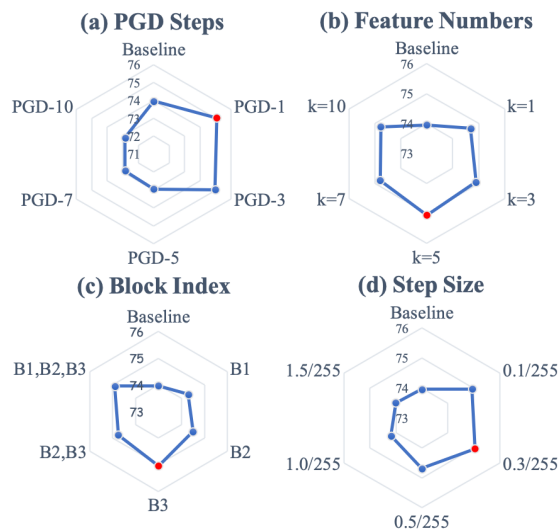 (a) PGD Steps
Baseline
76
75
74
73
72
71
PGD-1
PGD-3
PGD-5
PGD-7
PGD-10
(b) Feature Numbers
Baseline
76
75
74
73
k=1
k=3
k=5
k=7
k=10
(c) Block Index
Baseline
76
75
74
73
B1
B2
B3
B2,B3
B1,B2,B3
(d) Step Size
Baseline
76
75
74
73
0.1/255
0.3/255
0.5/255
1.0/255
1.5/255